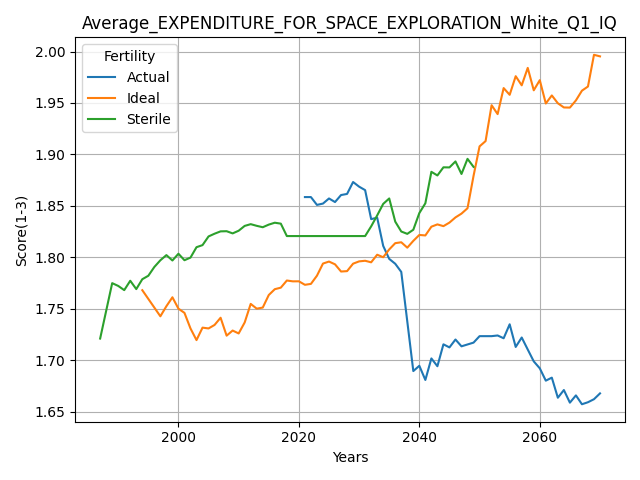 Average_EXPENDITURE_FOR_SPACE_EXPLORATION_White_Q1_IQ
Fertility
Actual
Ideal
Sterile
2.00
1.95
1.90
1.85
1.80
1.75
1.70
1.65
Score(1-3)
2000
2020
2040
2060
Years